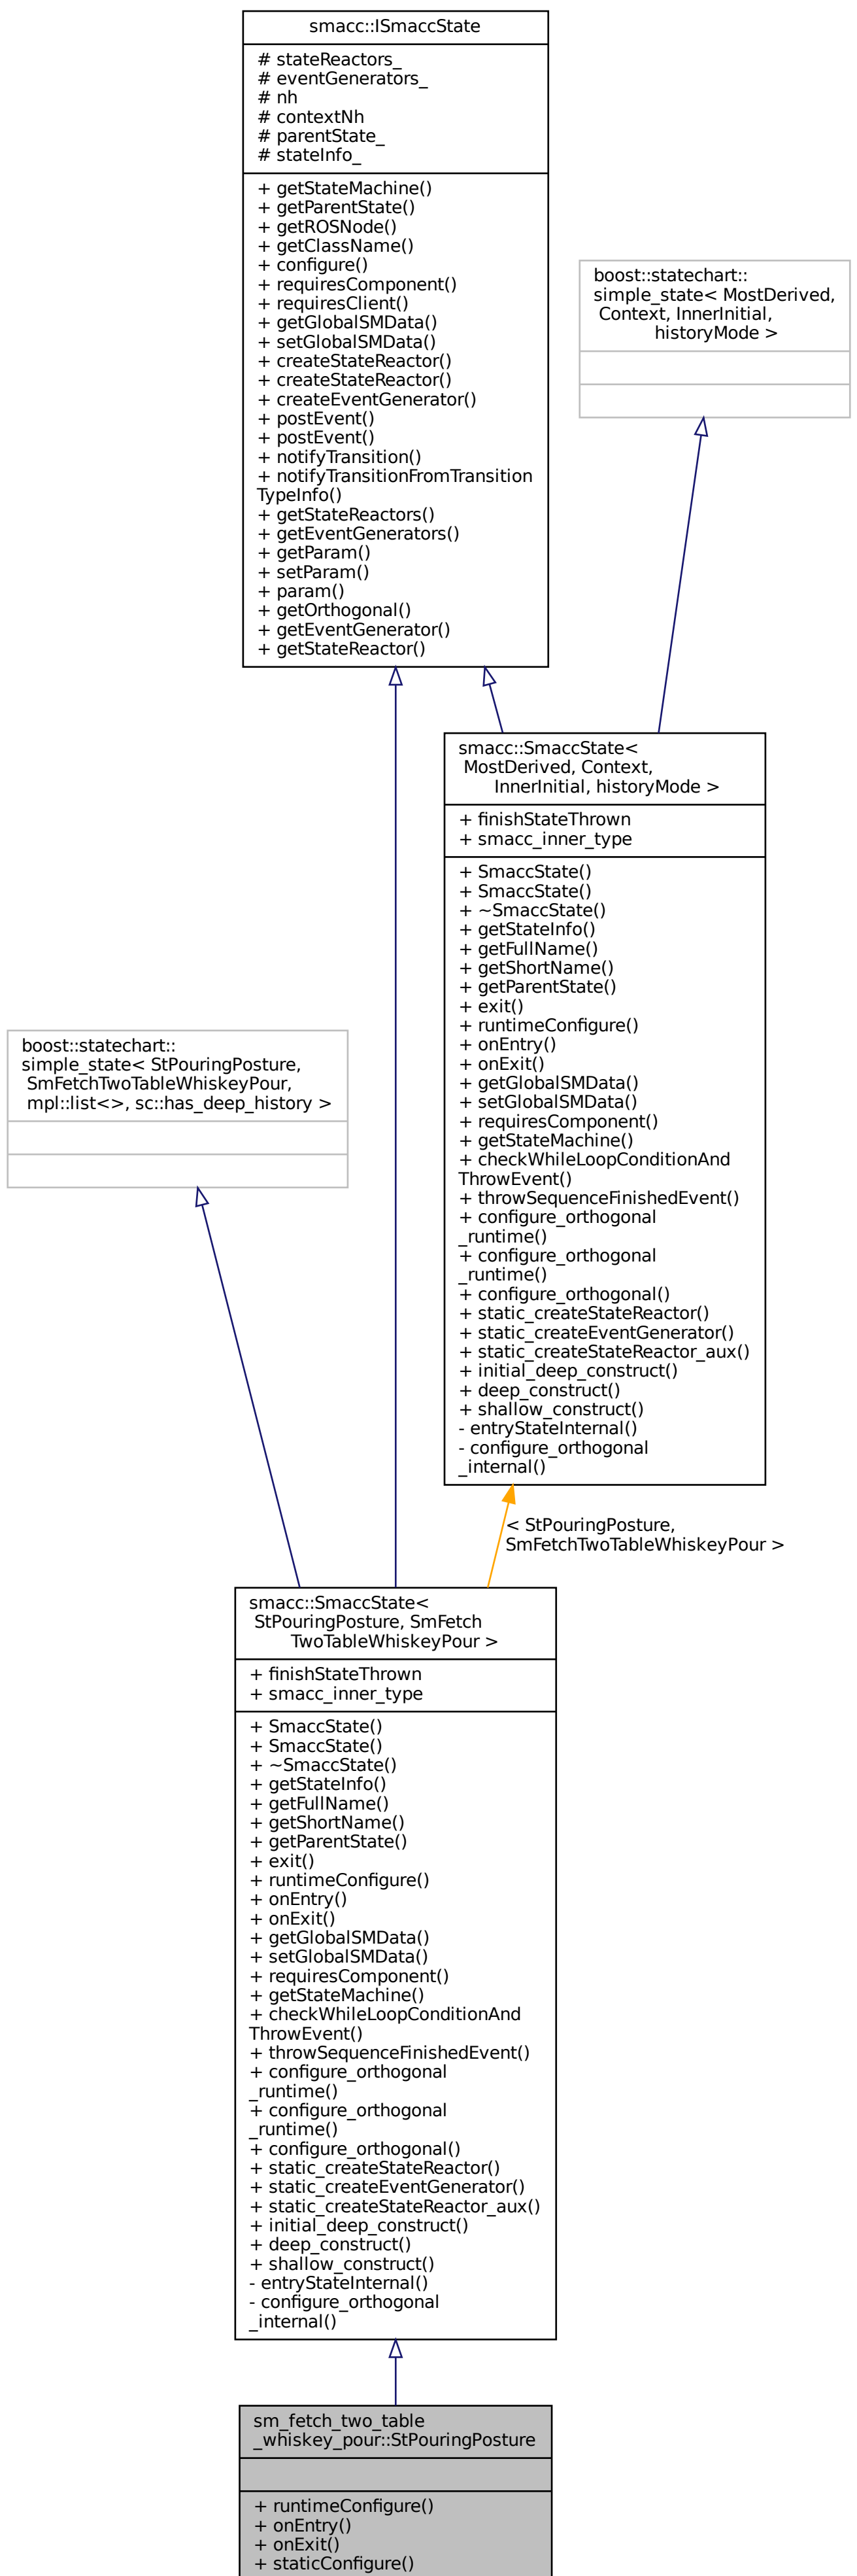 smacc::ISmaccState
# stateReactors_
# eventGenerators_
# nh
# contextNh
# parentState_
# stateInfo_
+ getStateMachine()
+ getParentState()
+ getROSNode()
+ getClassName()
+ configure()
+ requiresComponent()
+ requiresClient()
+ getGlobalSMData()
+ setGlobalSMData()
+ createStateReactor()
+ createStateReactor()
+ createEventGenerator()
+ postEvent()
+ postEvent()
+ notifyTransition()
+ notifyTransitionFromTransition
TypeInfo()
+ getStateReactors()
+ getEventGenerators()
+ getParam()
+ setParam()
+ param()
+ getOrthogonal()
+ getEventGenerator()
+ getStateReactor()
boost::statechart::
simple_state< MostDerived,
Context, InnerInitial,
historyMode >
smacc::SmaccState<
MostDerived, Context,
InnerInitial, historyMode >
+ finishStateThrown
+ smacc_inner_type
+ SmaccState()
+ SmaccState()
+ ~SmaccState()
+ getStateInfo()
+ getFullName()
+ getShortName()
+ getParentState()
+ exit()
+ runtimeConfigure()
+ onEntry()
+ onExit()
+ getGlobalSMData()
+ setGlobalSMData()
+ requiresComponent()
+ getStateMachine()
+ checkWhileLoopConditionAnd
ThrowEvent()
+ throwSequenceFinishedEvent()
+ configure_orthogonal
_runtime()
+ configure_orthogonal
_runtime()
+ configure_orthogonal()
+ static_createStateReactor()
+ static_createEventGenerator()
+ static_createStateReactor_aux()
+ initial_deep_construct()
+ deep_construct()
+ shallow_construct()
- entryStateInternal()
- configure_orthogonal
_internal()
boost::statechart::
simple_state< StPouringPosture,
SmFetchTwoTableWhiskeyPour,
mpl::list<>, sc::has_deep_history >
< StPouringPosture,
SmFetchTwoTableWhiskeyPour >
smacc::SmaccState<
StPouringPosture, SmFetch
TwoTableWhiskeyPour >
+ finishStateThrown
+ smacc_inner_type
+ SmaccState()
+ SmaccState()
+ ~SmaccState()
+ getStateInfo()
+ getFullName()
+ getShortName()
+ getParentState()
+ exit()
+ runtimeConfigure()
+ onEntry()
+ onExit()
+ getGlobalSMData()
+ setGlobalSMData()
+ requiresComponent()
+ getStateMachine()
+ checkWhileLoopConditionAnd
ThrowEvent()
+ throwSequenceFinishedEvent()
+ configure_orthogonal
_runtime()
+ configure_orthogonal
_runtime()
+ configure_orthogonal()
+ static_createStateReactor()
+ static_createEventGenerator()
+ static_createStateReactor_aux()
+ initial_deep_construct()
+ deep_construct()
+ shallow_construct()
- entryStateInternal()
- configure_orthogonal
_internal()
sm_fetch_two_table
_whiskey_pour::StPouringPosture
+ runtimeConfigure()
+ onEntry()
+ onExit()
+ staticConfigure()